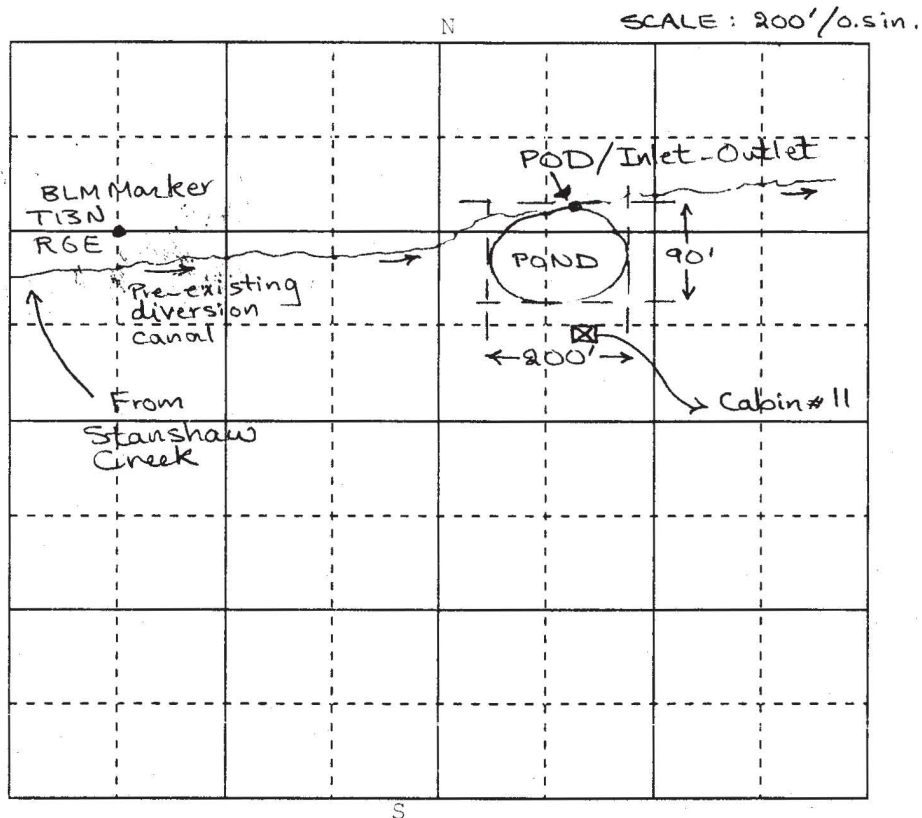 N
SCALE: 200'/0.5in.
POD/Inlet-Outlet
BLM Marker
T13N
R6E
POND
90'
Pre-existing
diversion
canal
200'
From
Stanshaw
Creek
Cabin #11
S